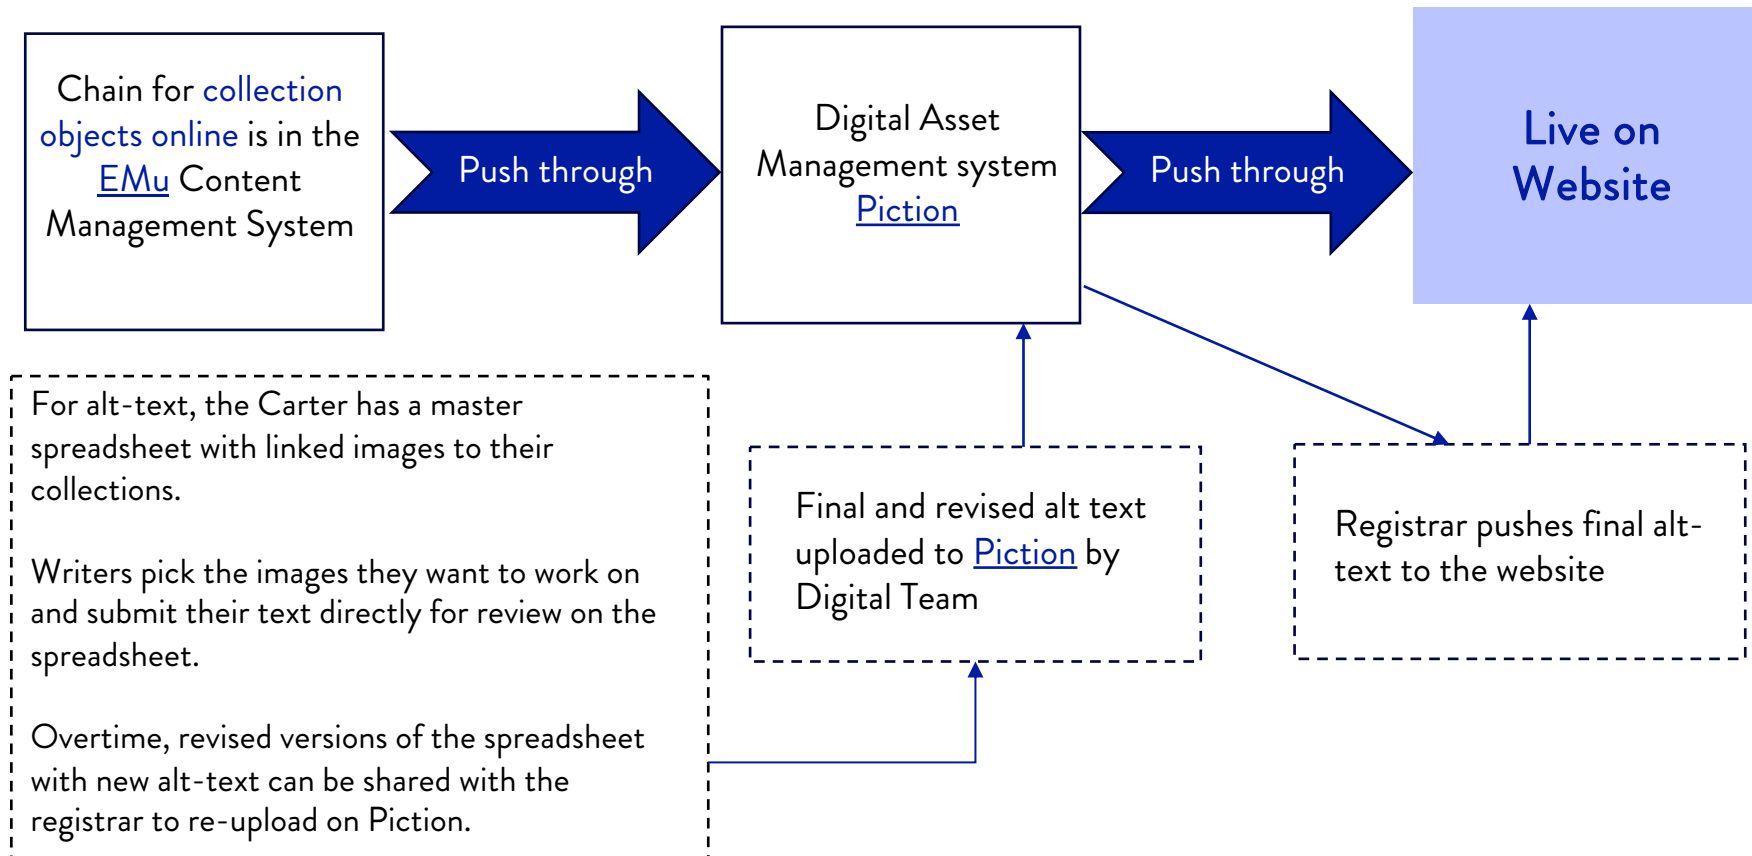 Chain for collection
objects online is in the
EMu Content
Management System
Push through
Digital Asset
Management system
Piction
Push through
Live on
Website
For alt-text, the Carter has a master
spreadsheet with linked images to their
collections.
Writers pick the images they want to work on
and submit their text directly for review on the
spreadsheet.
Overtime, revised versions of the spreadsheet
with new alt-text can be shared with the
registrar to re-upload on Piction.
Final and revised alt text
uploaded to Piction by
Digital Team
Registrar pushes final alt-
text to the website